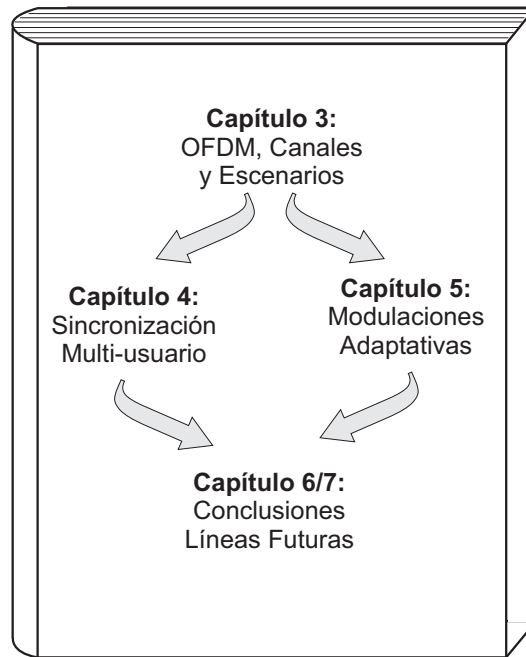 Capítulo 3:
OFDM, Canales
y Escenarios
Capítulo 4:
Sincronización
Multi-usuario
Capítulo 5:
Modulaciones
Adaptativas
Capítulo 6/7:
Conclusiones
Líneas Futuras